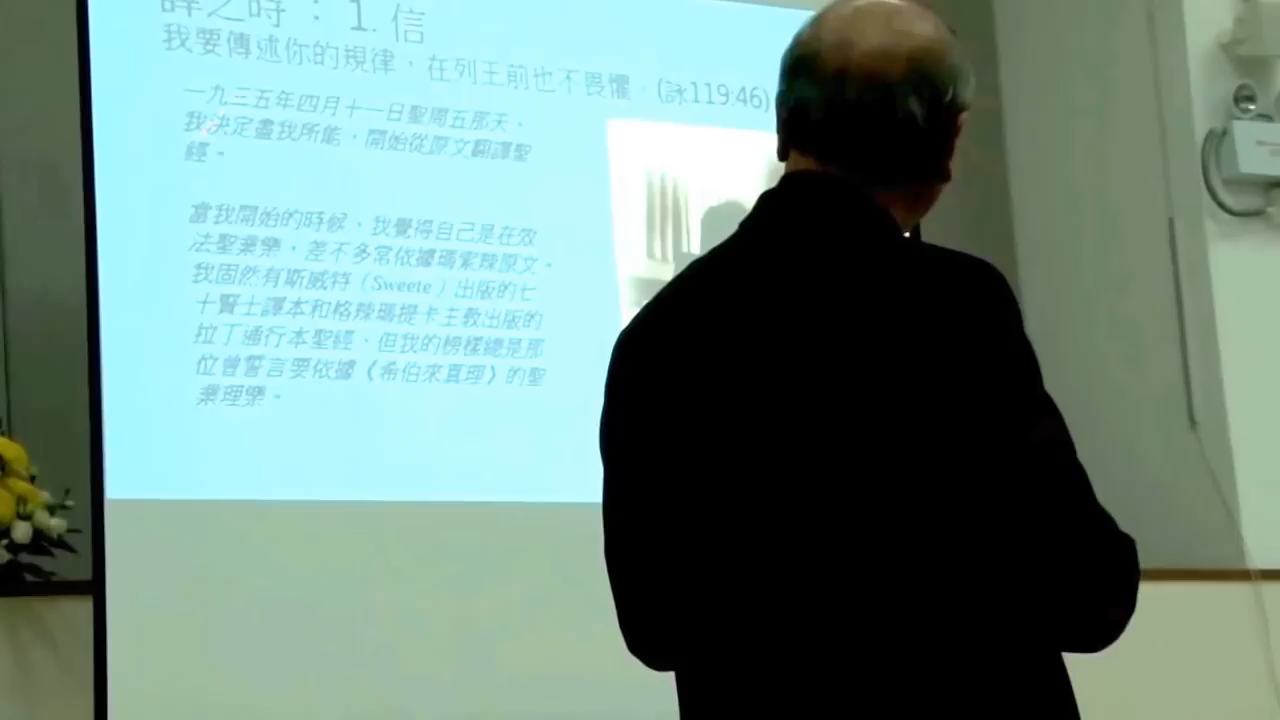 譯之時：1. 信
我要傳述你的規律，在列王前也不畏懼。(詠119:46)
一九三五年四月十一日聖周五那天，
我決定盡我所能，開始從原文翻譯聖
經。
當我開始的時候，我覺得自己是在效
法聖業樂，差不多常依據瑪索辣原文。
我固然有斯威特（Sweete）出版的七
十賢士譯本和格辣瑪提卡主教出版的
拉丁通行本聖經，但我的榜樣總是那
位曾誓言要依據《希伯來真理》的聖
業理樂。